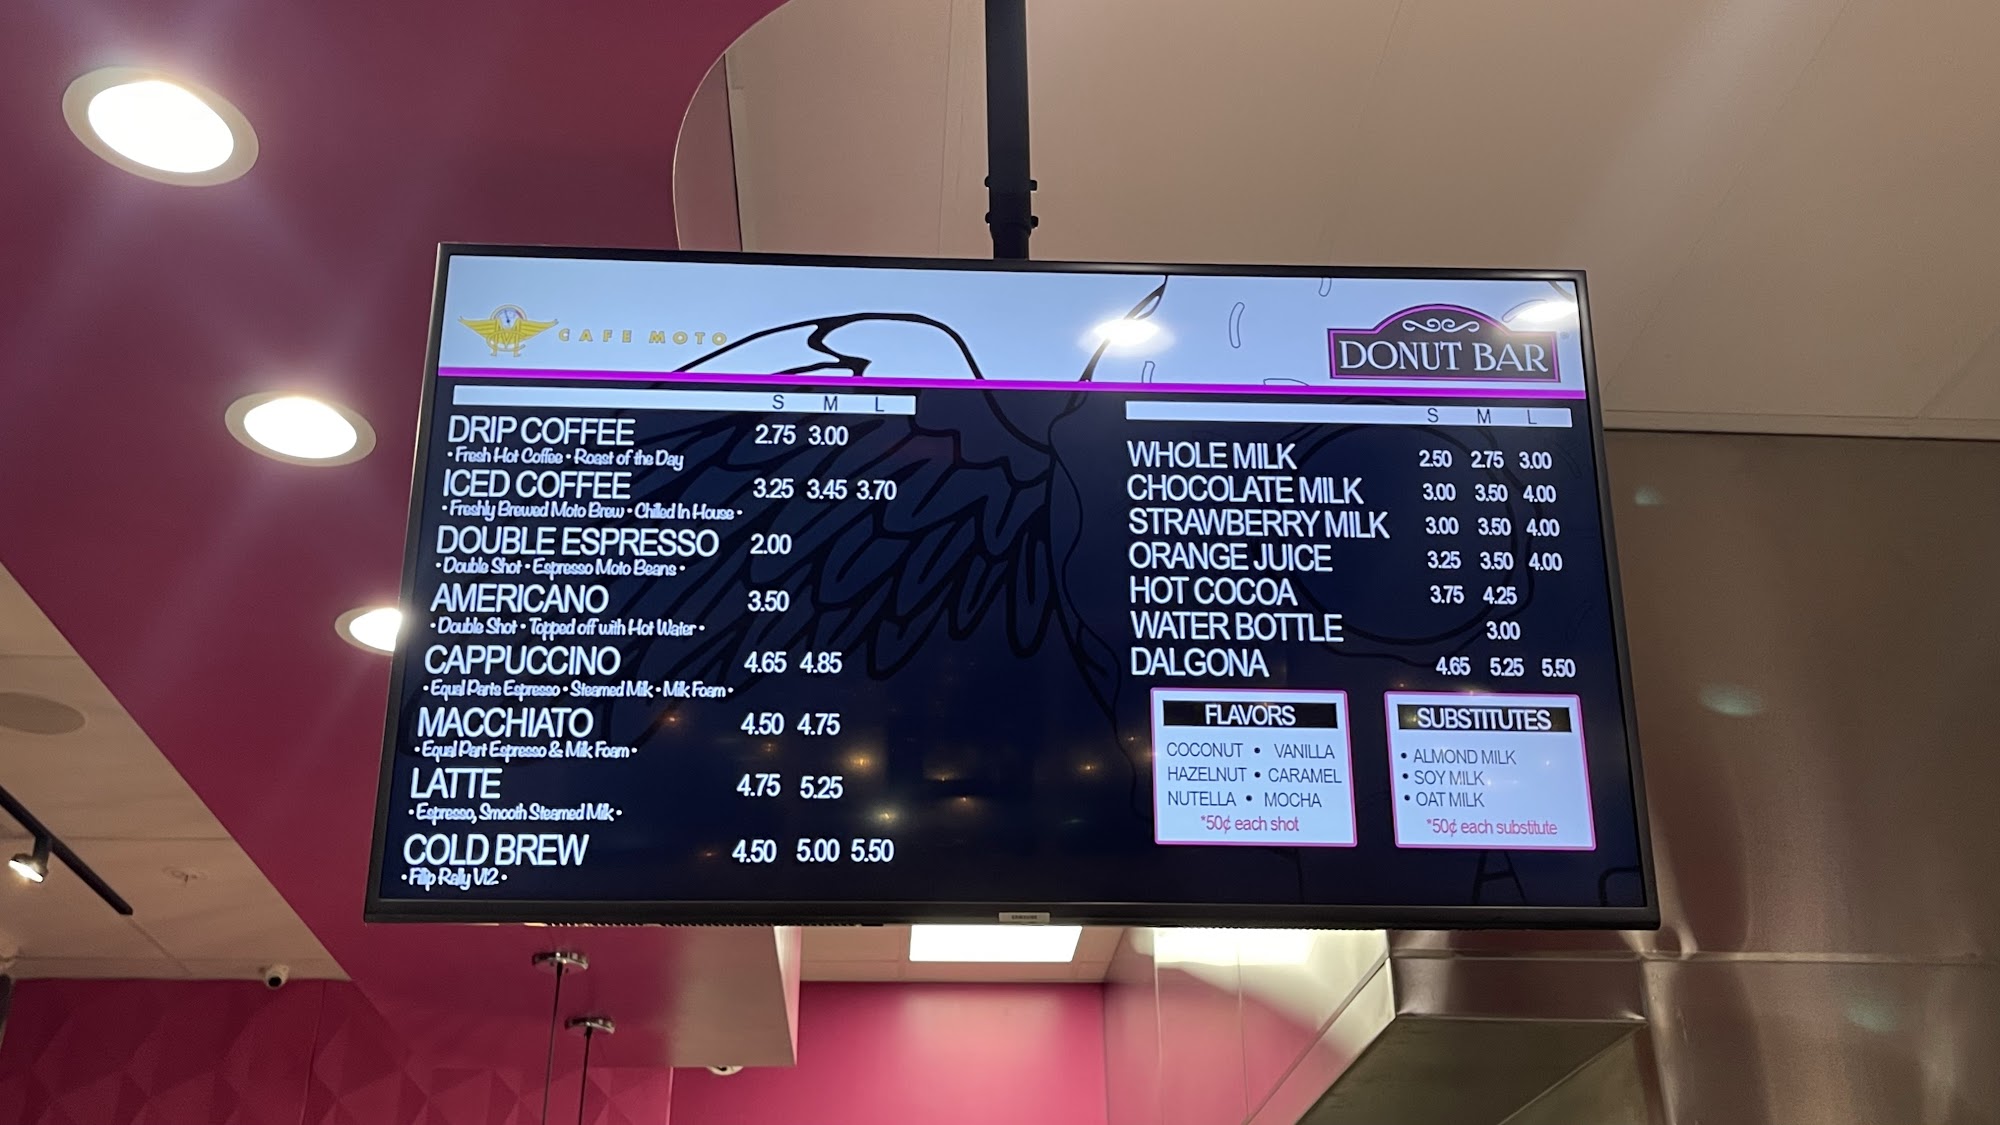 CAFE MOTO
DONUT BAR
S M L
DRIP COFFEE 2.75 3.00
• Fresh Hot Coffee • Roast of the Day
ICED COFFEE 3.25 3.45 3.70
• Freshly Brewed Moto Brew • Chilled In House •
DOUBLE ESPRESSO 2.00
• Double Shot • Espresso Moto Beans •
AMERICANO 3.50
• Double Shot • Topped off with Hot Water •
CAPPUCCINO 4.65 4.85
• Equal Parts Espresso • Steamed Milk • Milk Foam •
MACCHIATO 4.50 4.75
• Equal Part Espresso & Milk Foam •
LATTE 4.75 5.25
• Espresso, Smooth Steamed Milk •
COLD BREW 4.50 5.00 5.50
• Filip Rally V12 •
S M L
WHOLE MILK 2.50 2.75 3.00
CHOCOLATE MILK 3.00 3.50 4.00
STRAWBERRY MILK 3.00 3.50 4.00
ORANGE JUICE 3.25 3.50 4.00
HOT COCOA 3.75 4.25
WATER BOTTLE 3.00
DALGONA 4.65 5.25 5.50
FLAVORS
COCONUT • VANILLA
HAZELNUT • CARAMEL
NUTELLA • MOCHA
*50¢ each shot
SUBSTITUTES
• ALMOND MILK
• SOY MILK
• OAT MILK
*50¢ each substitute